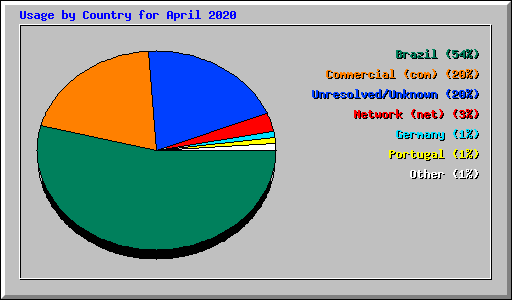 Usage by Country for April 2020
Brazil (54%)
Commercial (com) (20%)
Unresolved/Unknown (20%)
Network (net) (3%)
Germany (1%)
Portugal (1%)
Other (1%)